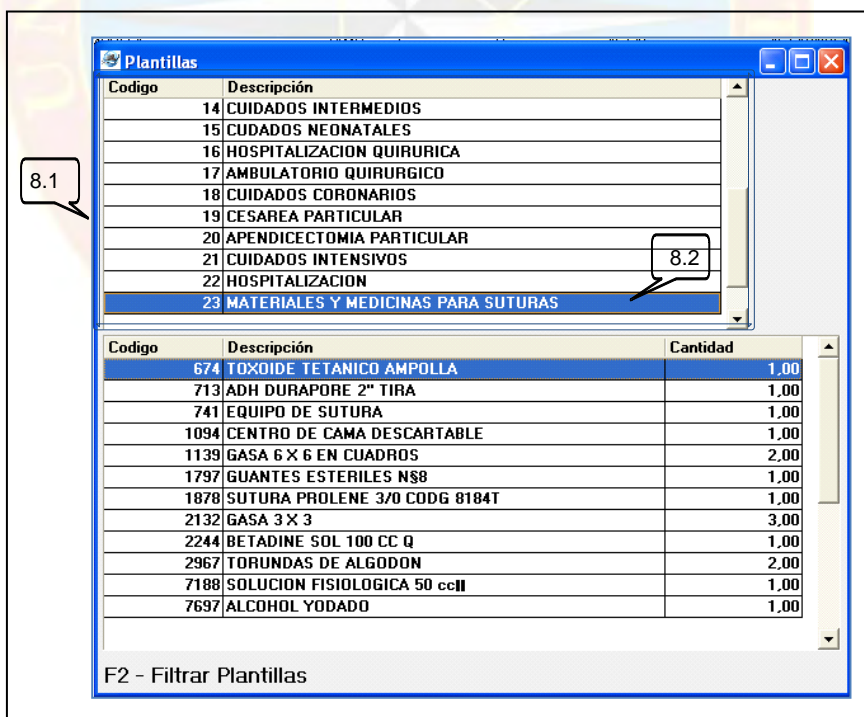 Plantillas
Codigo Descripción
14 CUIDADOS INTERMEDIOS
15 CUDADOS NEONATALES
16 HOSPITALIZACION QUIRURICA
17 AMBULATORIO QUIRURGICO
8.1
18 CUIDADOS CORONARIOS
19 CESAREA PARTICULAR
20 APENDICECTOMIA PARTICULAR
21 CUIDADOS INTENSIVOS
8.2
22 HOSPITALIZACION
23 MATERIALES Y MEDICINAS PARA SUTURAS
Codigo Descripción Cantidad
674 TOXOIDE TETANICO AMPOLLA 1,00
713 ADH DURAPORE 2" TIRA 1,00
741 EQUIPO DE SUTURA 1,00
1094 CENTRO DE CAMA DESCARTABLE 1,00
1139 GASA 6 X 6 EN CUADROS 2,00
1797 GUANTES ESTERILES N§8 1,00
1878 SUTURA PROLENE 3/0 CODG 8184T 1,00
2132 GASA 3 X 3 3,00
2244 BETADINE SOL 100 CC Q 1,00
2967 TORUNDAS DE ALGODON 2,00
7188 SOLUCION FISIOLOGICA 50 cc|| 1,00
7697 ALCOHOL YODADO 1,00
F2 - Filtrar Plantillas